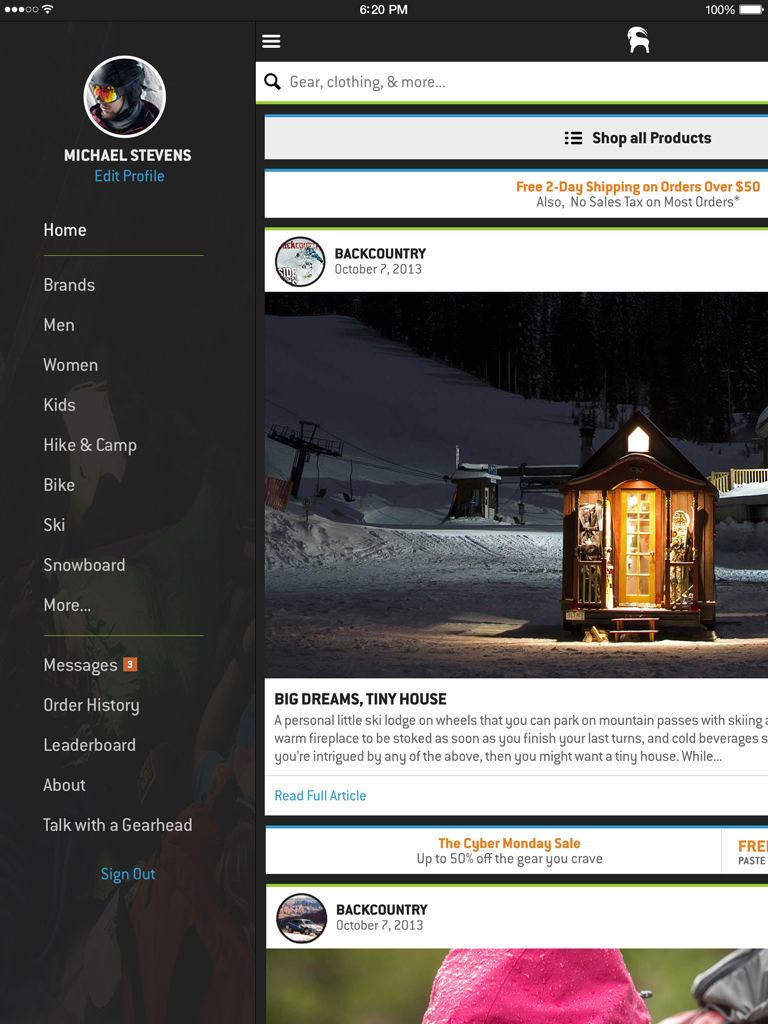 6:20 PM
100%
MICHAEL STEVENS
Edit Profile
Home
Brands
Men
Women
Kids
Hike & Camp
Bike
Ski
Snowboard
More...
Messages 3
Order History
Leaderboard
About
Talk with a Gearhead
Sign Out
Gear, clothing, & more...
Shop all Products
Free 2-Day Shipping on Orders Over $50
Also, No Sales Tax on Most Orders*
BACKCOUNTRY
October 7, 2013
BIG DREAMS, TINY HOUSE
A personal little ski lodge on wheels that you can park on mountain passes with skiing a
warm fireplace to be stoked as soon as you finish your last turns, and cold beverages s
you're intrigued by any of the above, then you might want a tiny house. While...
Read Full Article
The Cyber Monday Sale
Up to 50% off the gear you crave
FREE
PASTE
BACKCOUNTRY
October 7, 2013